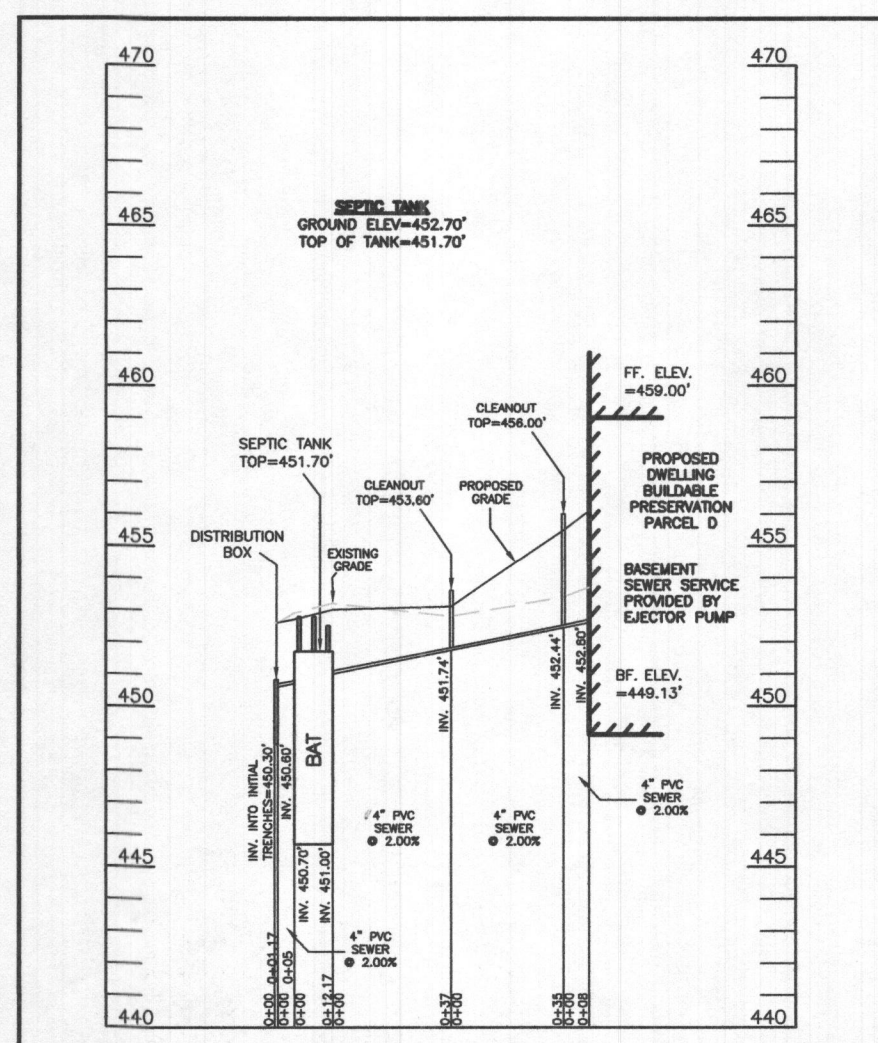 470 470
SEPTIC TANK
GROUND ELEV=452.70'
TOP OF TANK=451.70'
465 465
460 460
FF. ELEV.
=459.00'
CLEANOUT
TOP=456.00'
SEPTIC TANK
TOP=451.70'
CLEANOUT
TOP=453.60'
PROPOSED
GRADE
PROPOSED
DWELLING
BUILDABLE
PRESERVATION
PARCEL D
455 455
DISTRIBUTION
BOX
EXISTING
GRADE
BASEMENT
SEWER SERVICE
PROVIDED BY
EJECTOR PUMP
450 450
BF. ELEV.
=449.13'
INV. INTO INITIAL
TRENCHES=450.30'
INV. 450.60'
BAT
INV. 451.74'
INV. 452.44'
INV. 452.60'
4" PVC
SEWER
@ 2.00%
4" PVC
SEWER
@ 2.00%
4" PVC
SEWER
@ 2.00%
445 445
INV. 450.70'
INV. 451.00'
4" PVC
SEWER
@ 2.00%
440 440
0+00
0+01.17
0+00
0+05
0+00
0+12.17
0+00
0+37
0+00
0+35
0+00
0+08